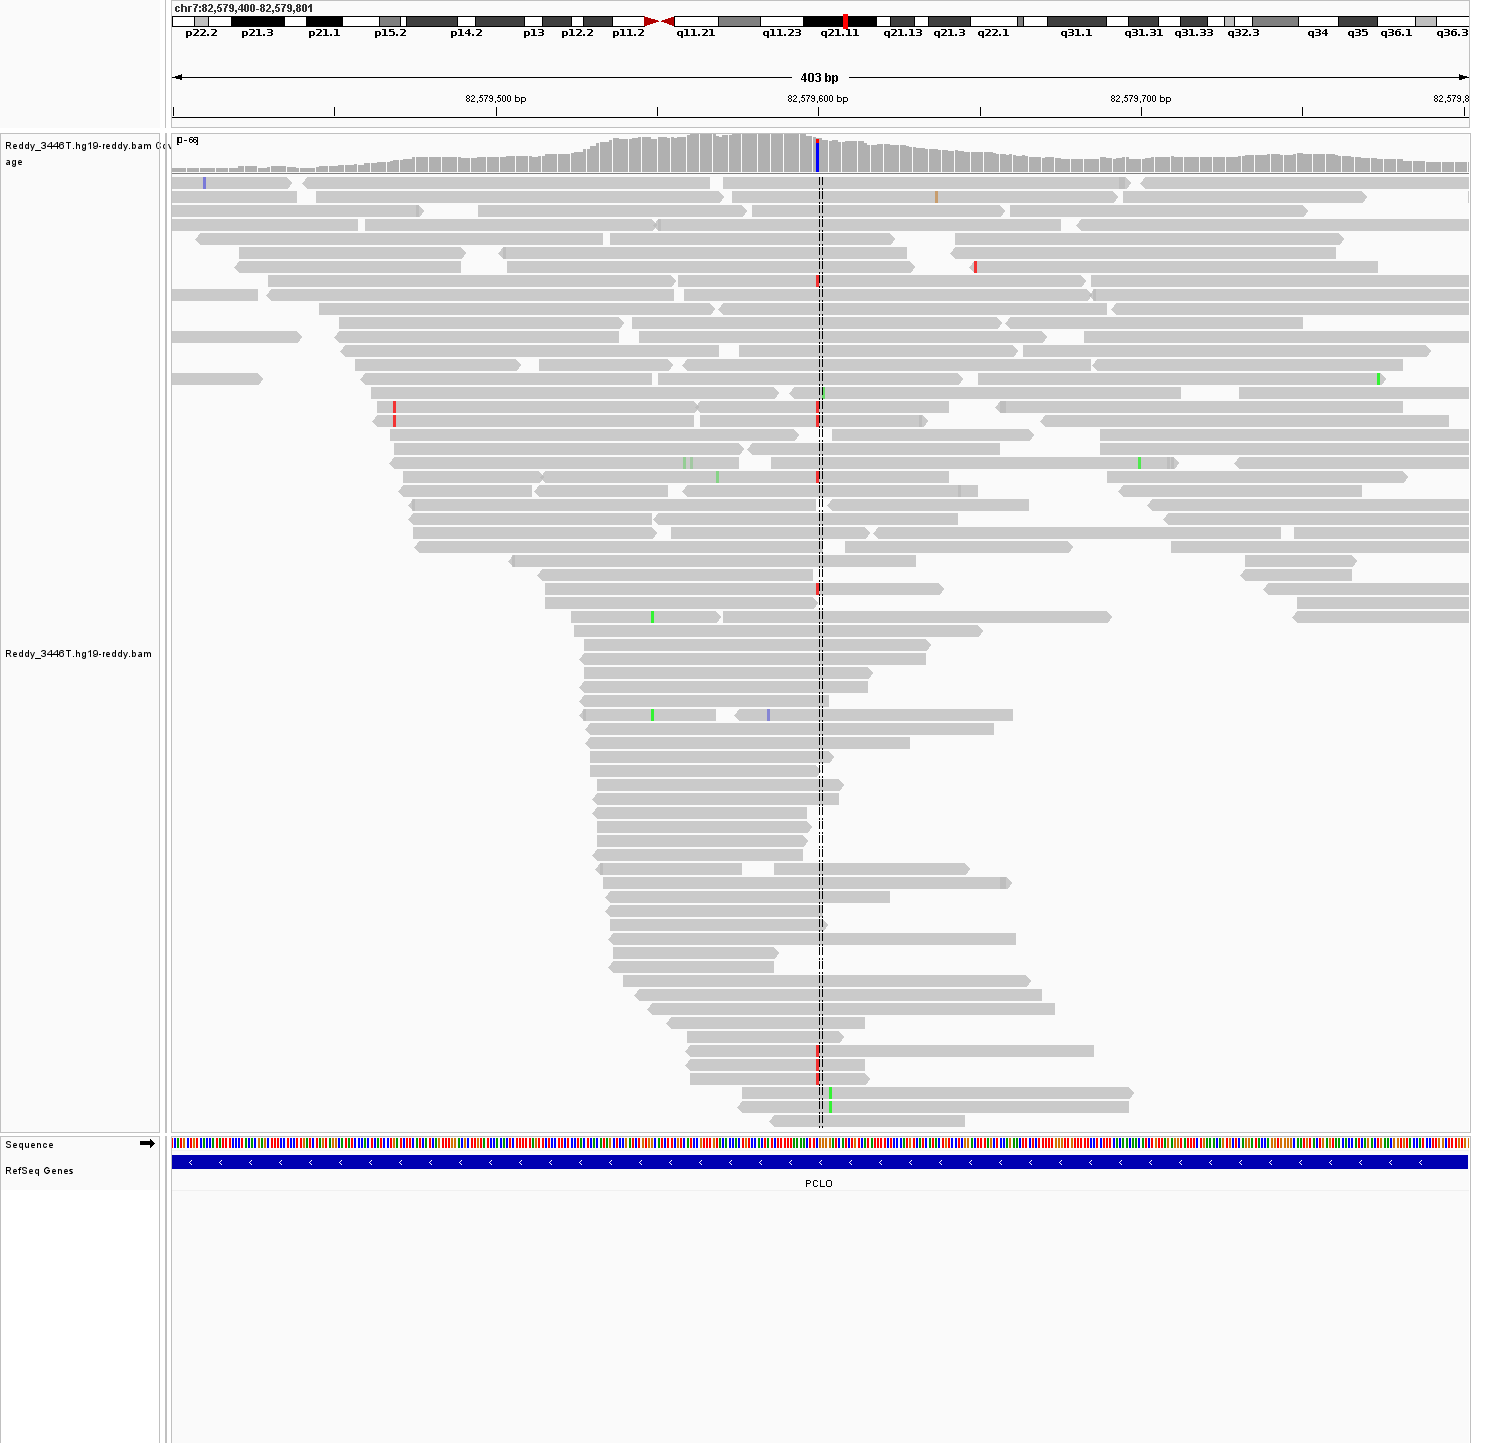 chr7:82,579,400-82,579,801
p22.2 p21.3 p21.1 p15.2 p14.2 p13 p12.2 p11.2 q11.21 q11.23 q21.11 q21.13 q21.3 q22.1 q31.1 q31.31 q31.33 q32.3 q34 q35 q36.1 q36.3
403 bp
82,579,500 bp 82,579,600 bp 82,579,700 bp 82,579,8
[0-66]
Reddy_3446T.hg19-reddy.bam Cov
age
Reddy_3446T.hg19-reddy.bam
Sequence
RefSeq Genes
PCLO